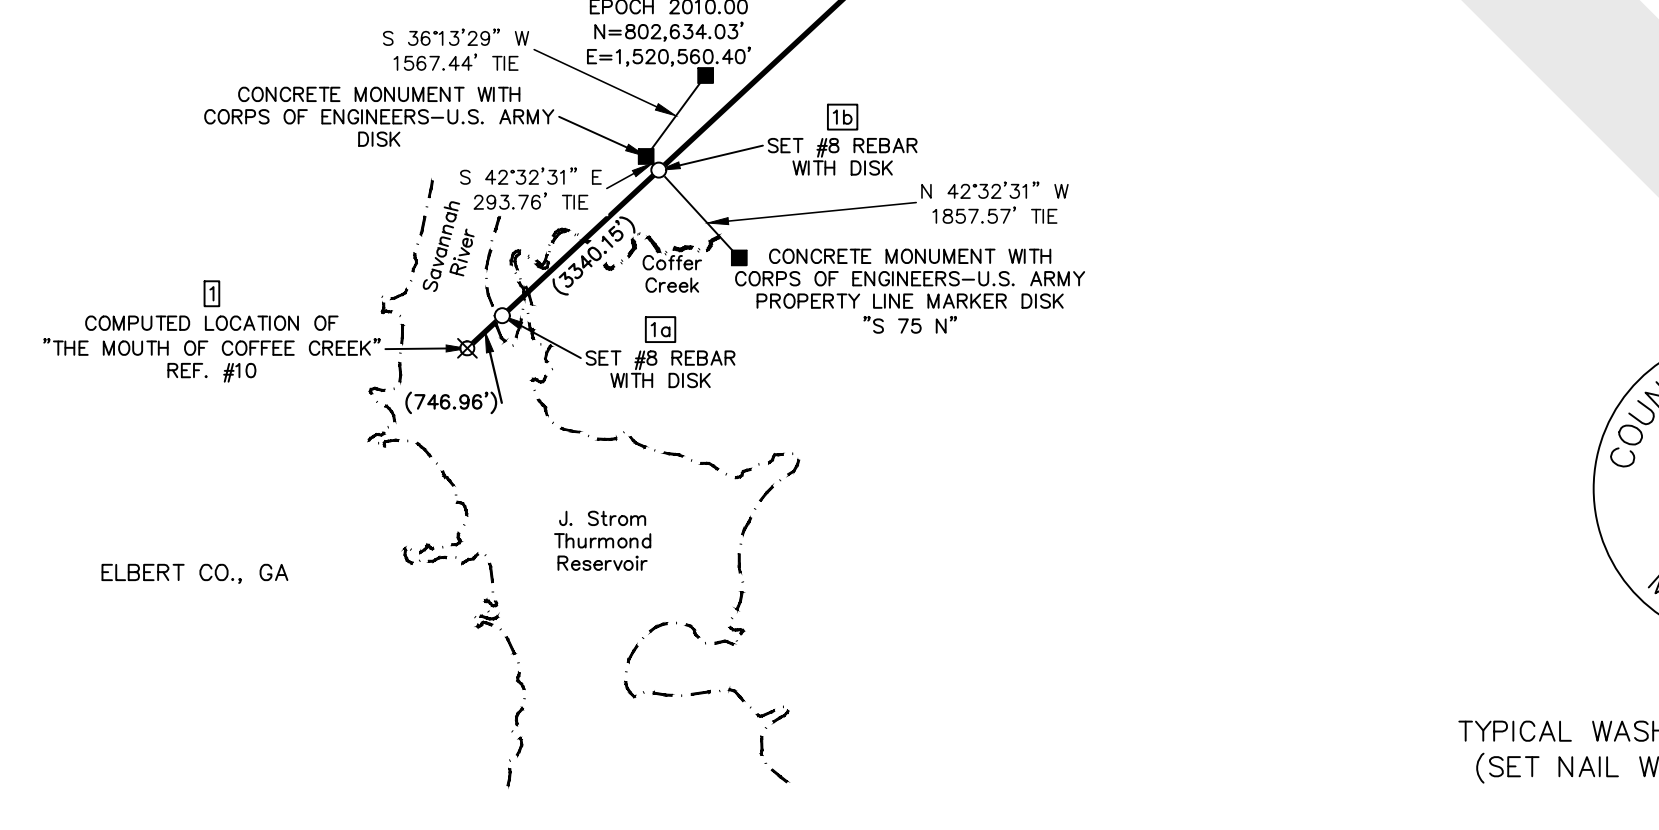 EPOCH 2010.00
N=802,634.03'
E=1,520,560.40'
S 36°13'29" W
1567.44' TIE
CONCRETE MONUMENT WITH
CORPS OF ENGINEERS-U.S. ARMY
DISK
1b
SET #8 REBAR
WITH DISK
S 42°32'31" E
293.76' TIE
N 42°32'31" W
1857.57' TIE
Savannah
River
(3340.15')
Coffer
Creek
CONCRETE MONUMENT WITH
CORPS OF ENGINEERS-U.S. ARMY
PROPERTY LINE MARKER DISK
"S 75 N"
1
COMPUTED LOCATION OF
"THE MOUTH OF COFFEE CREEK"
REF. #10
1a
SET #8 REBAR
WITH DISK
(746.96')
J. Strom
Thurmond
Reservoir
ELBERT CO., GA
COUN
TYPICAL WASH
(SET NAIL W